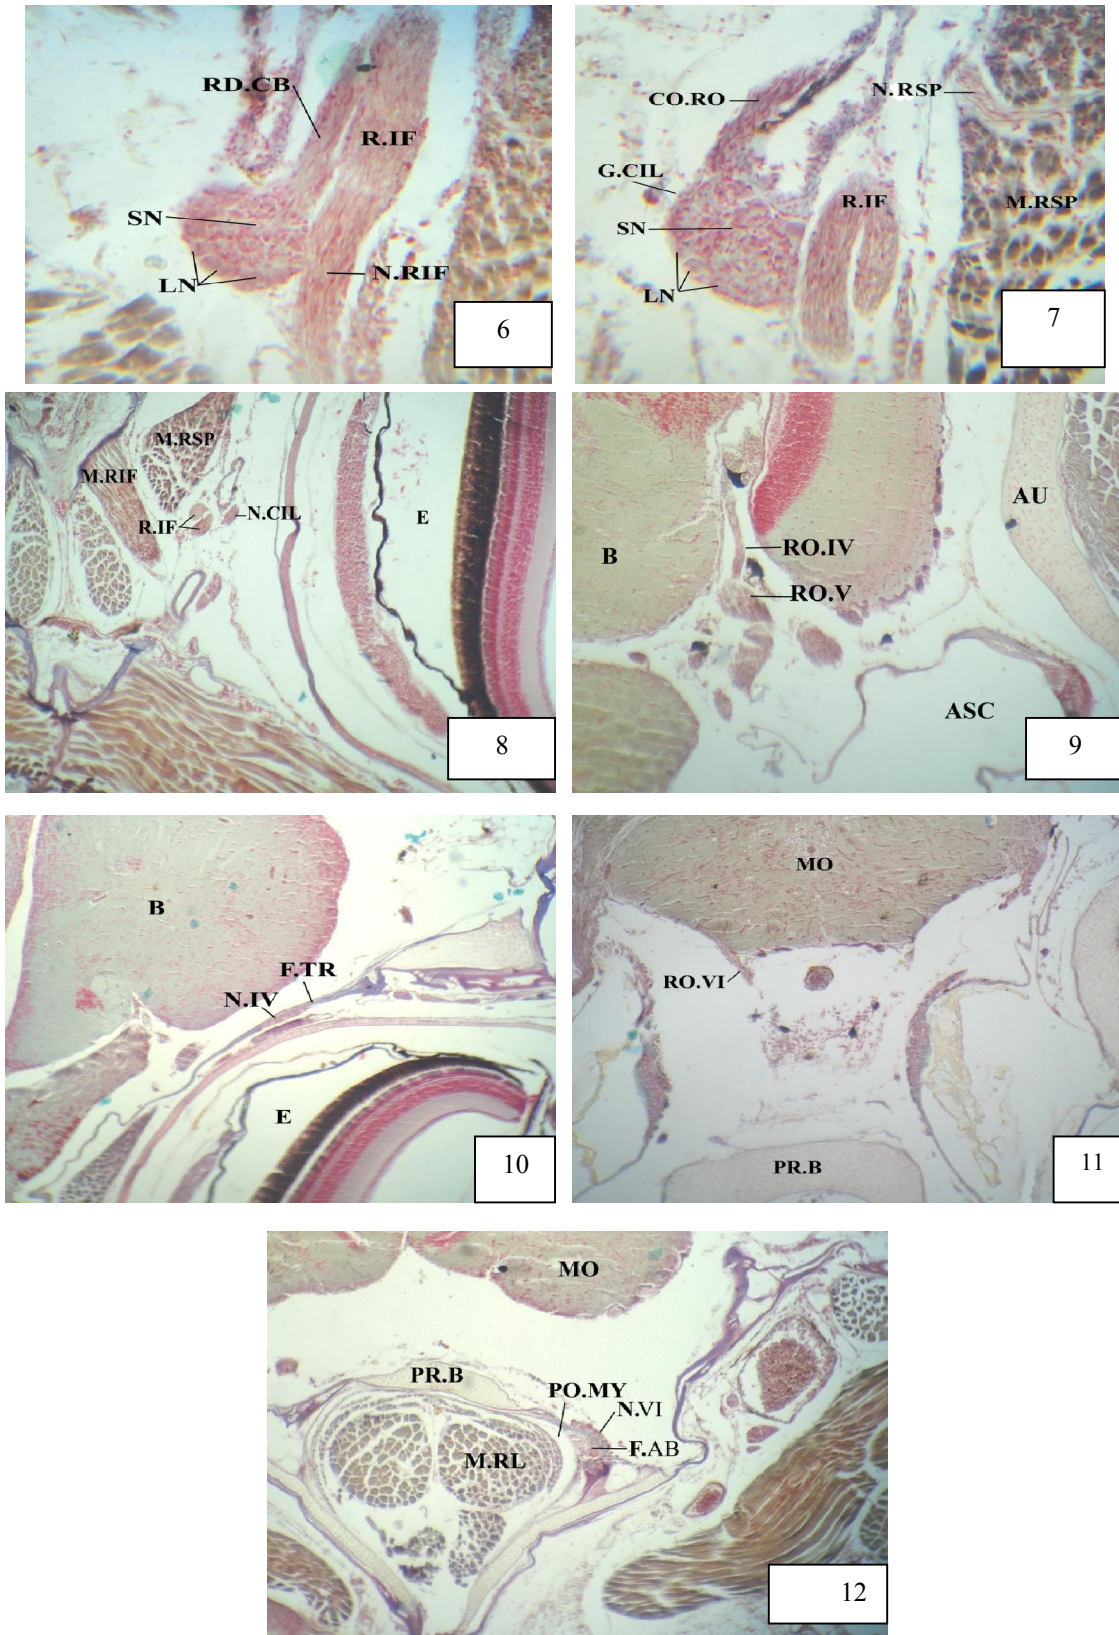 RD.CB
R.IF
SN
LN
N.RIF
6
CO.RO
N.RSP
G.CIL
R.IF
M.RSP
SN
LN
7
M.RSP
M.RIF
R.IF
N.CIL
E
8
AU
B
RO.IV
RO.V
ASC
9
B
F.TR
N.IV
E
10
MO
RO.VI
PR.B
11
MO
PR.B
PO.MY
N.VI
F.AB
M.RL
12